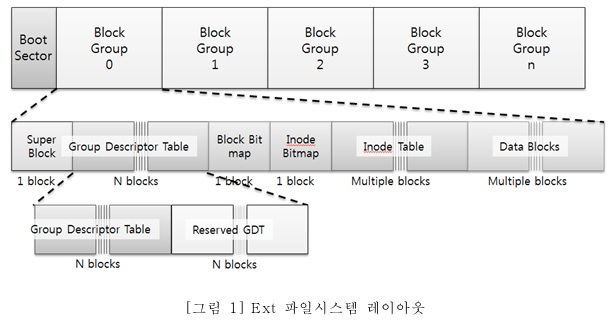 Boot
Sector
Block
Group
0
Block
Group
1
Block
Group
2
Block
Group
3
Block
Group
n
Super
Block
Group Descriptor Table
Block Bit
map
Inode
Bitmap
Inode Table
Data Blocks
1 block
N blocks
1 block
1 block
Multiple blocks
Multiple blocks
Group Descriptor Table
Reserved GDT
N blocks
N blocks
[그림 1] Ext 파일시스템 레이아웃